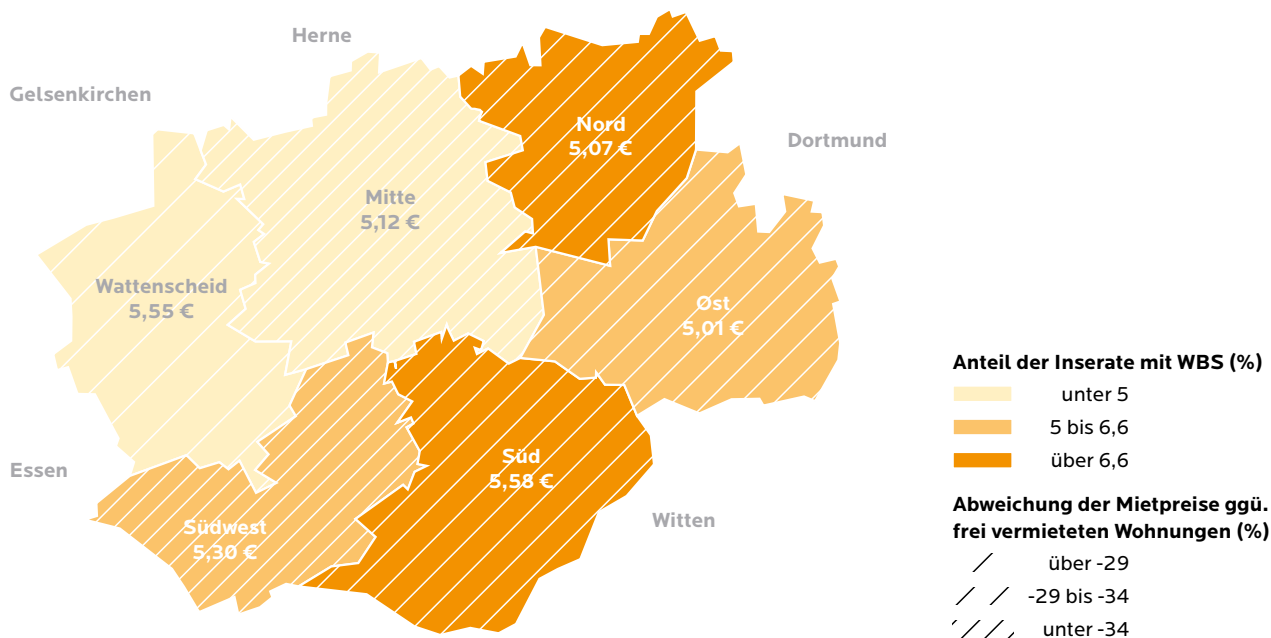 Herne
Gelsenkirchen
Dortmund
Nord
5,07 €
Mitte
5,12 €
Wattenscheid
5,55 €
Ost
5,01 €
Essen
Süd
5,58 €
Südwest
5,30 €
Witten
Anteil der Inserate mit WBS (%)
unter 5
5 bis 6,6
über 6,6
Abweichung der Mietpreise ggü.
frei vermieteten Wohnungen (%)
über -29
-29 bis -34
unter -34